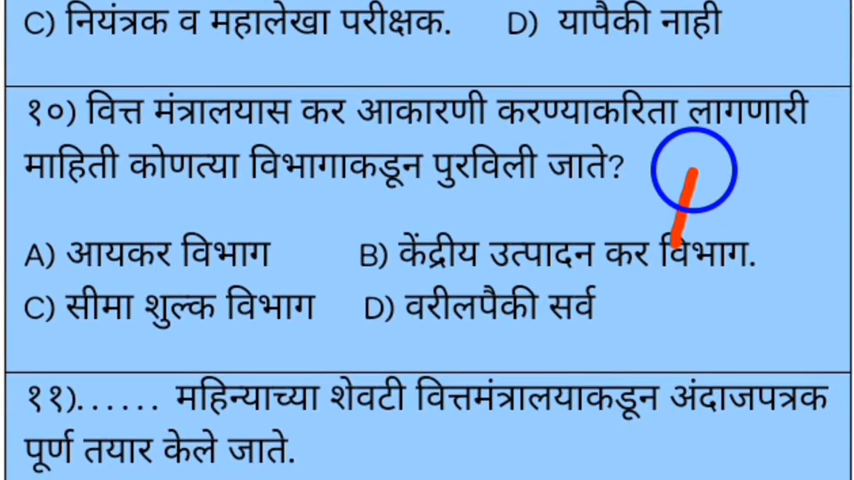 C) नियंत्रक व महालेखा परीक्षक. D) यापैकी नाही
१०) वित्त मंत्रालयास कर आकारणी करण्याकरिता लागणारी
माहिती कोणत्या विभागाकडून पुरविली जाते?
A) आयकर विभाग B) केंद्रीय उत्पादन कर विभाग.
C) सीमा शुल्क विभाग D) वरीलपैकी सर्व
११)...... महिन्याच्या शेवटी वित्तमंत्रालयाकडून अंदाजपत्रक
पूर्ण तयार केले जाते.